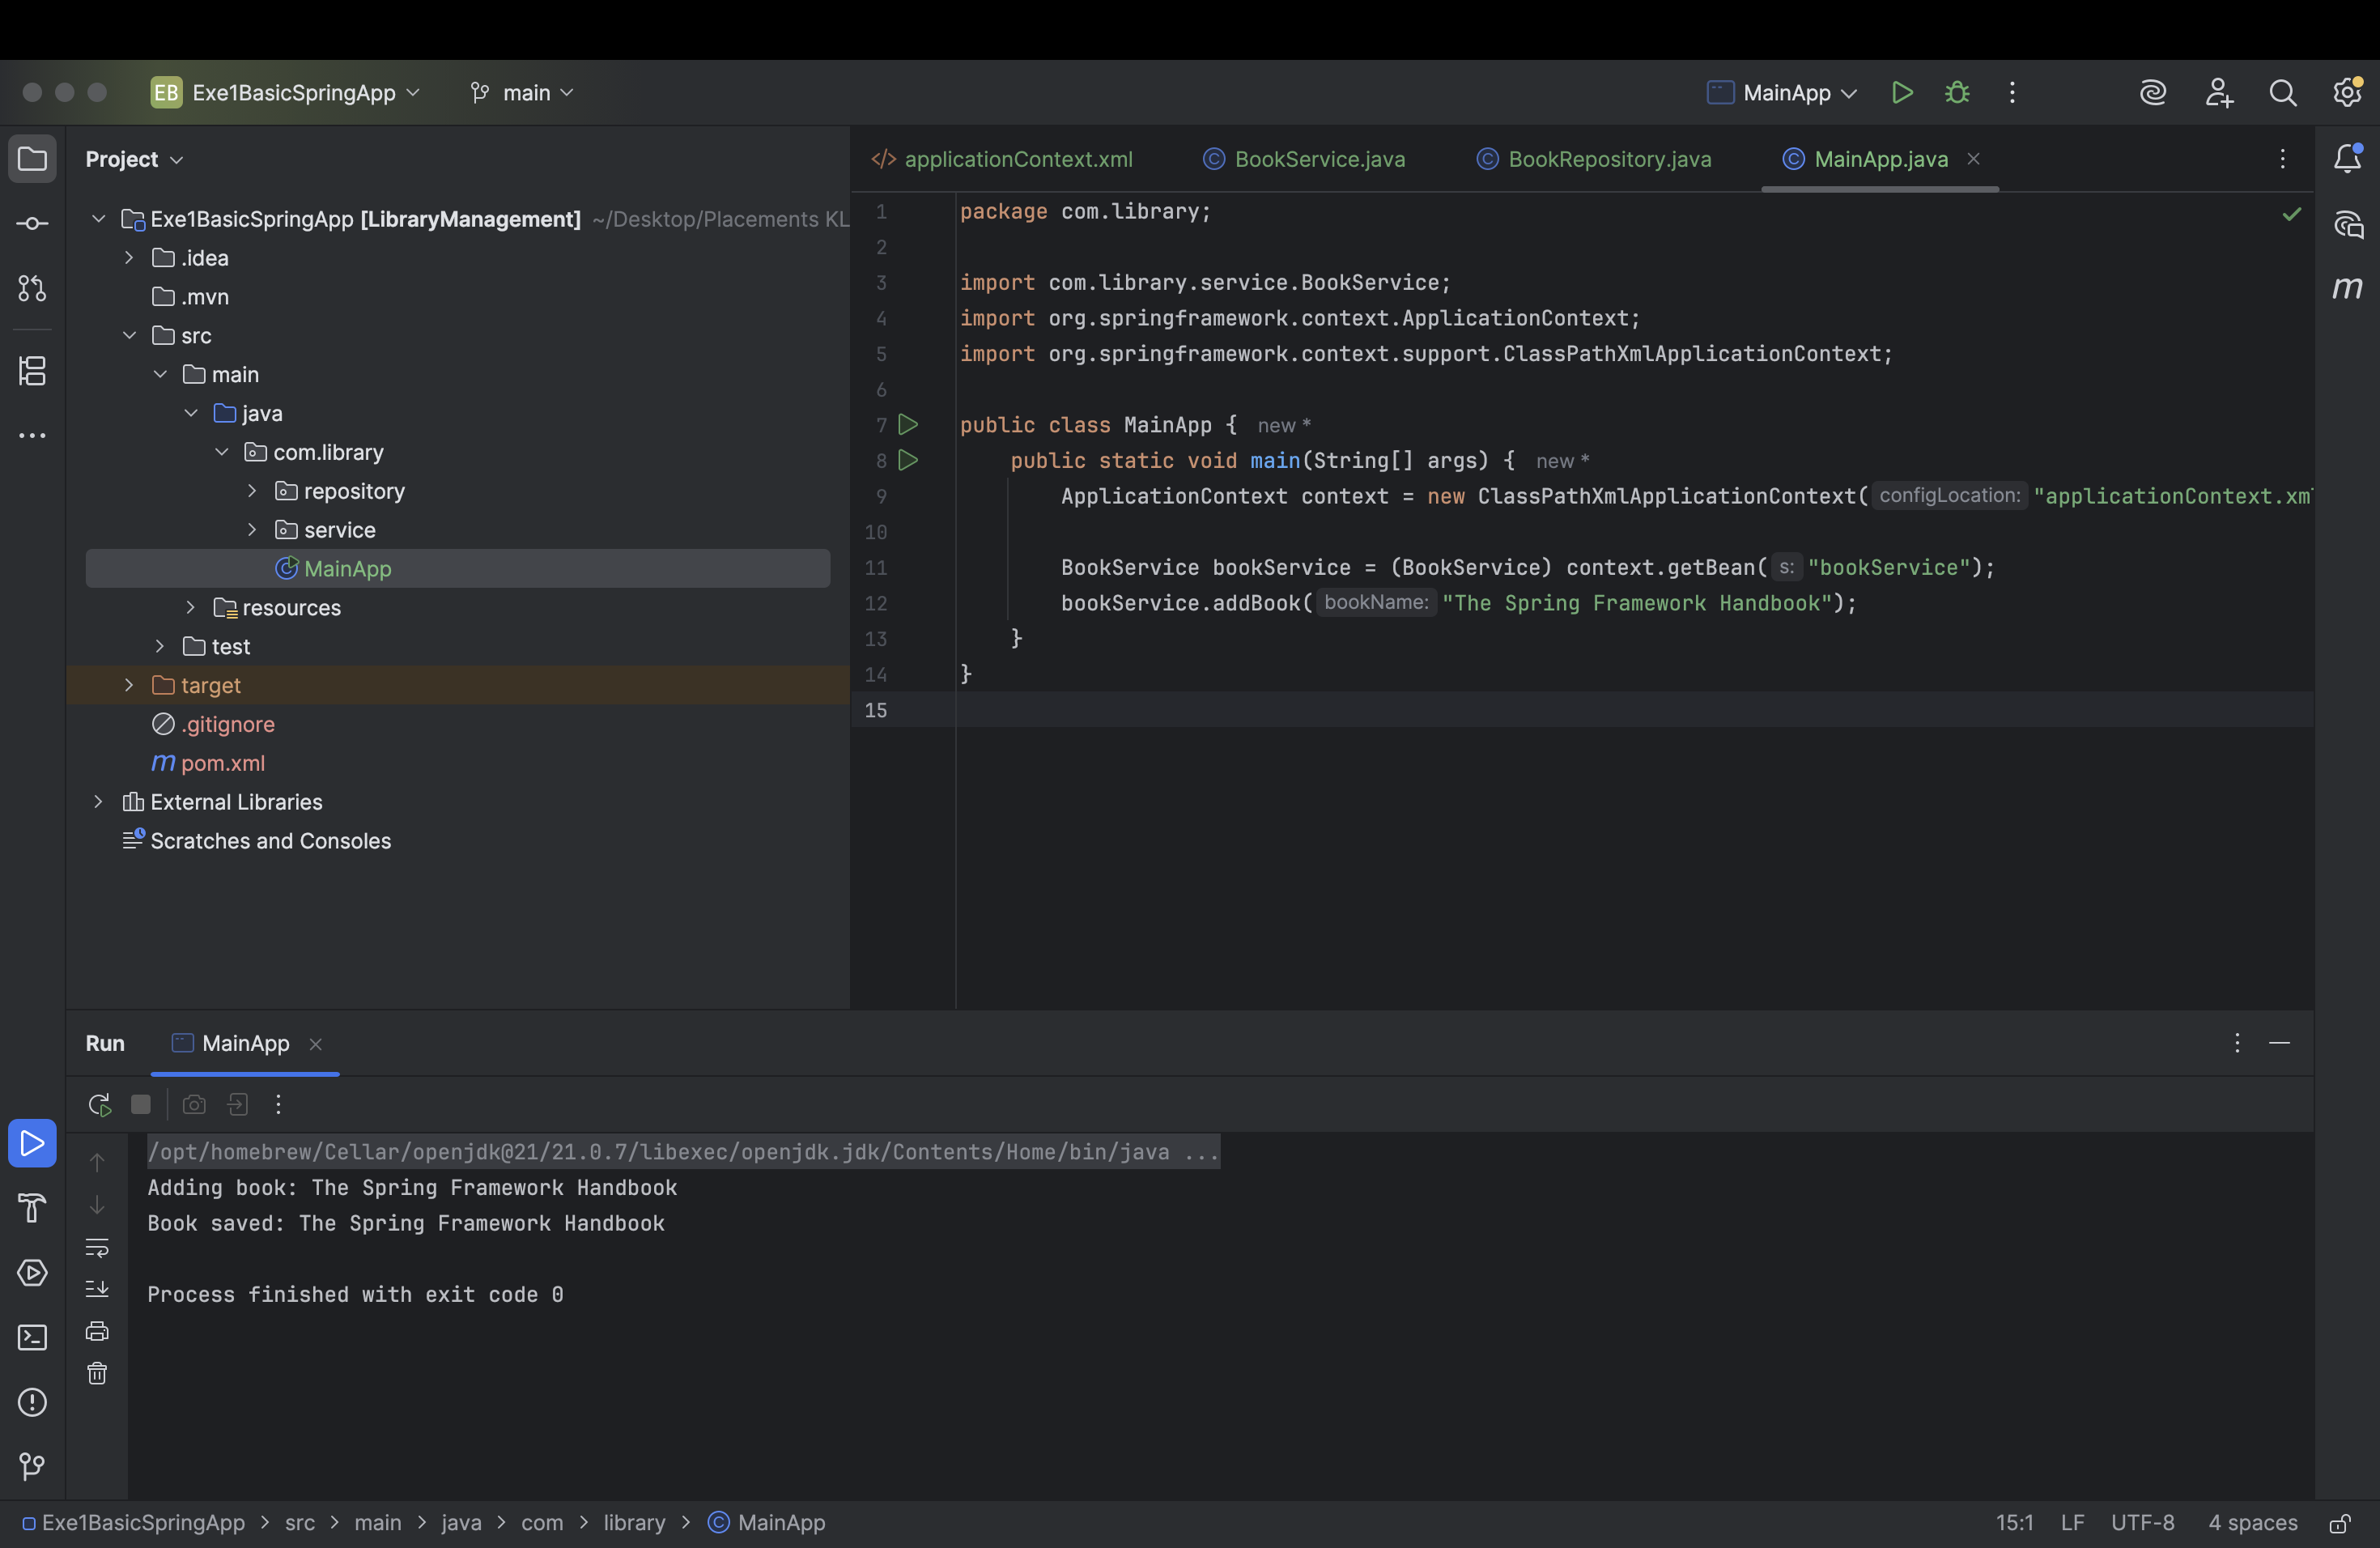 EB Exe1BasicSpringApp main MainApp
Project
Exe1BasicSpringApp [LibraryManagement] ~/Desktop/Placements KL
.idea
.mvn
src
main
java
com.library
repository
service
MainApp
resources
test
target
.gitignore
m pom.xml
External Libraries
Scratches and Consoles
</> applicationContext.xml BookService.java BookRepository.java MainApp.java
1 package com.library;
2
3 import com.library.service.BookService;
4 import org.springframework.context.ApplicationContext;
5 import org.springframework.context.support.ClassPathXmlApplicationContext;
6
7 public class MainApp { new *
8 public static void main(String[] args) { new *
9 ApplicationContext context = new ClassPathXmlApplicationContext( configLocation: "applicationContext.xm
10
11 BookService bookService = (BookService) context.getBean( s: "bookService");
12 bookService.addBook( bookName: "The Spring Framework Handbook");
13 }
14 }
15
m
Run MainApp
/opt/homebrew/Cellar/openjdk@21/21.0.7/libexec/openjdk.jdk/Contents/Home/bin/java ...
Adding book: The Spring Framework Handbook
Book saved: The Spring Framework Handbook
Process finished with exit code 0
Exe1BasicSpringApp > src > main > java > com > library > MainApp 15:1 LF UTF-8 4 spaces